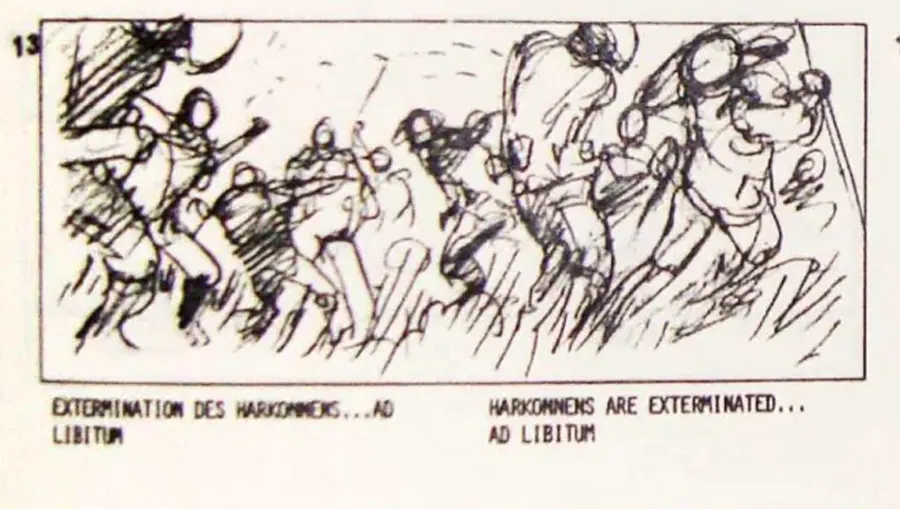 13
EXTERMINATION DES HARKONNENS...AD
LIBITUM
HARKONNENS ARE EXTERMINATED...
AD LIBITUM